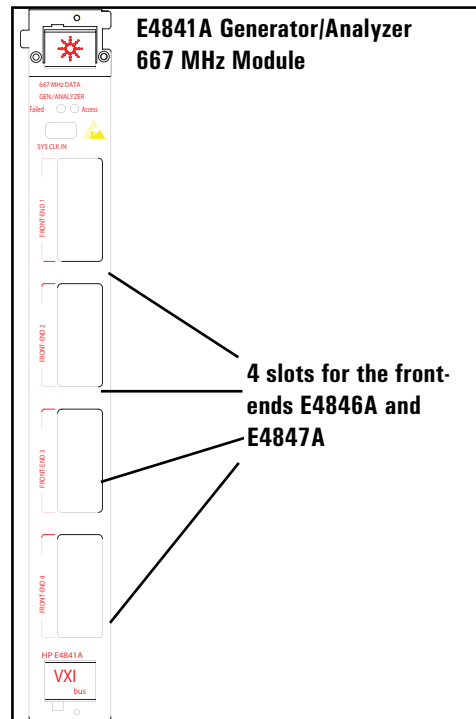 E4841A Generator/Analyzer
667 MHz Module
667 MHz DATA
GEN./ANALYZER
Failed Access
SYS CLK IN
FRONT-END 1
FRONT-END 2
4 slots for the front-
ends E4846A and
E4847A
FRONT-END 3
FRONT-END 4
HP E4841A
VXI
bus